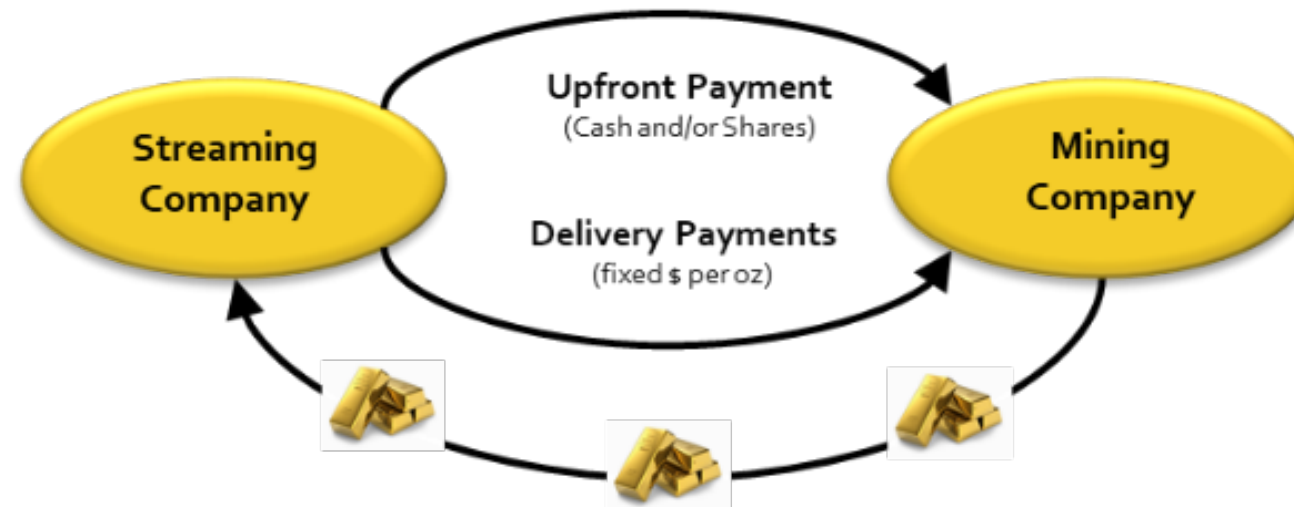 Upfront Payment
(Cash and/or Shares)
Streaming
Company
Mining
Company
Delivery Payments
(fixed $ per oz)